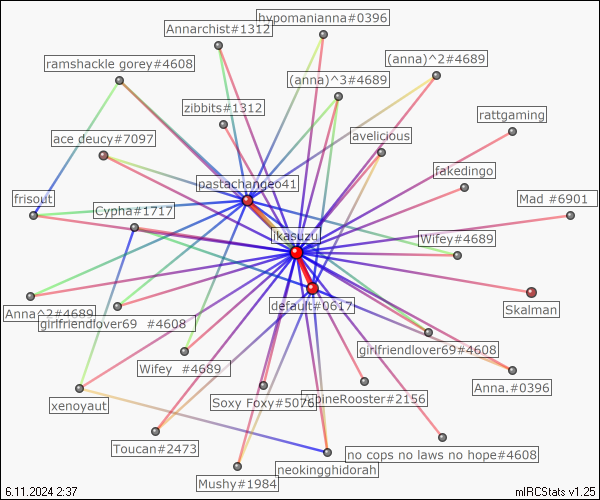 hypomanianna#0396
Annarchist#1312
(anna)^2#4689
ramshackle gorey#4608
(anna)^3#4689
zibbits#1312
rattgaming
ace deucy#7097
avelicious
fakedingo
pastachangeo41
frisout
Mad #6901
Cypha#1717
ikasuzu
Wifey#4689
Anna^2#4689
default#0617
Skalman
girlfriendlover69 #4608
girlfriendlover69#4608
Wifey #4689
Anna.#0396
xenoyaut
Soxy Foxy#5076
pineRooster#2156
Toucan#2473
no cops no laws no hope#4608
neokingghidorah
Mushy#1984
6.11.2024 2:37
mIRCStats v1.25